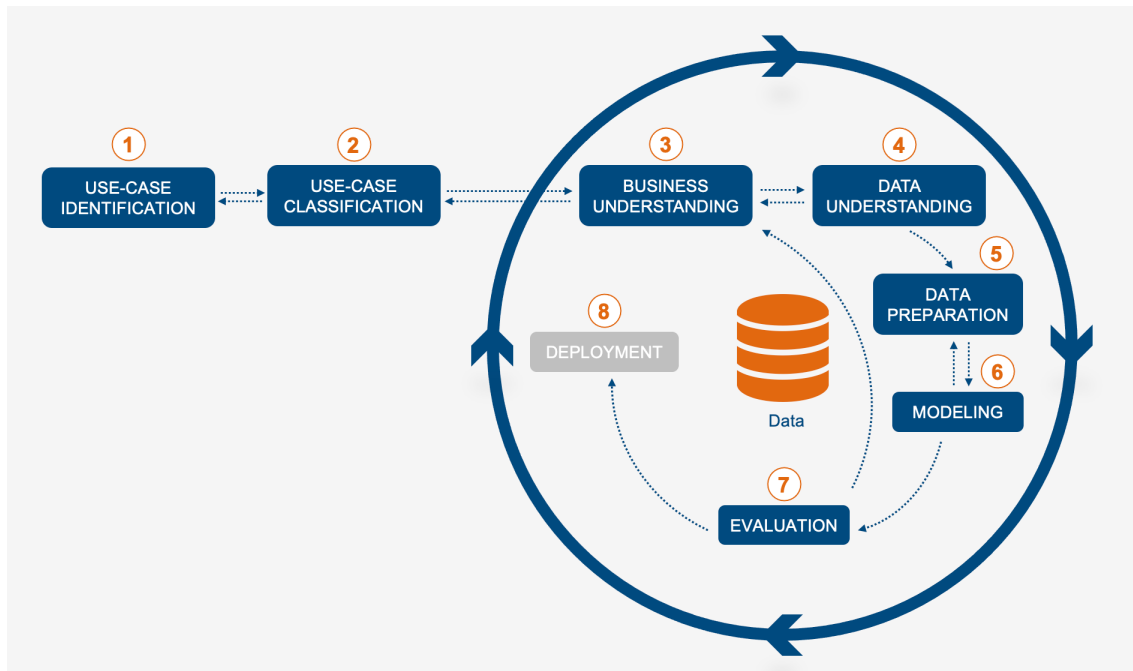 1
USE-CASE
IDENTIFICATION
2
USE-CASE
CLASSIFICATION
3
BUSINESS
UNDERSTANDING
4
DATA
UNDERSTANDING
5
DATA
PREPARATION
6
MODELING
7
EVALUATION
8
DEPLOYMENT
Data